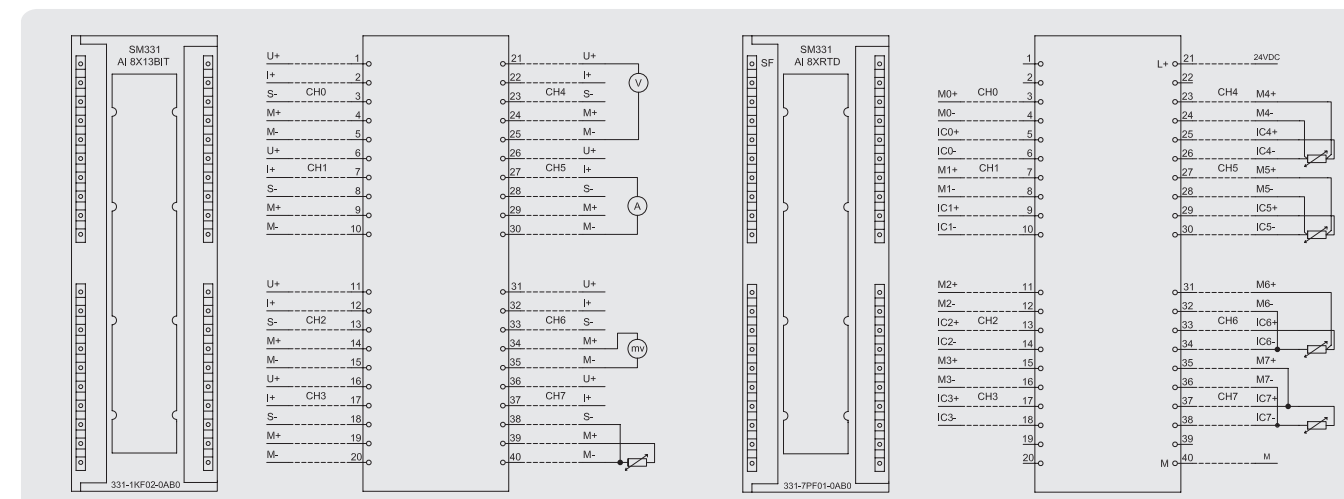 SM331
AI 8X13BIT
331-1KF02-0AB0
U+ 1
I+ 2
S- CH0 3
M+ 4
M- 5
U+ 6
I+ CH1 7
S- 8
M+ 9
M- 10
U+ 11
I+ 12
S- CH2 13
M+ 14
M- 15
U+ 16
I+ CH3 17
S- 18
M+ 19
M- 20
21 U+
22 I+
23 CH4 S-
24 M+
25 M-
V
26 U+
27 CH5 I+
28 S-
29 M+
30 M-
A
31 U+
32 I+
33 CH6 S-
34 M+
35 M-
mv
36 U+
37 CH7 I+
38 S-
39 M+
40 M-
SM331
AI 8XRTD
SF
331-7PF01-0AB0
1
2
M0+ CH0 3
M0- 4
IC0+ 5
IC0- 6
M1+ CH1 7
M1- 8
IC1+ 9
IC1- 10
M2+ 11
M2- 12
IC2+ CH2 13
IC2- 14
M3+ 15
M3- 16
IC3+ CH3 17
IC3- 18
19
20
L+ 21 24VDC
22
23 CH4 M4+
24 M4-
25 IC4+
26 IC4-
27 CH5 M5+
28 M5-
29 IC5+
30 IC5-
31 M6+
32 M6-
33 CH6 IC6+
34 IC6-
35 M7+
36 M7-
37 CH7 IC7+
38 IC7-
39
M 40 M